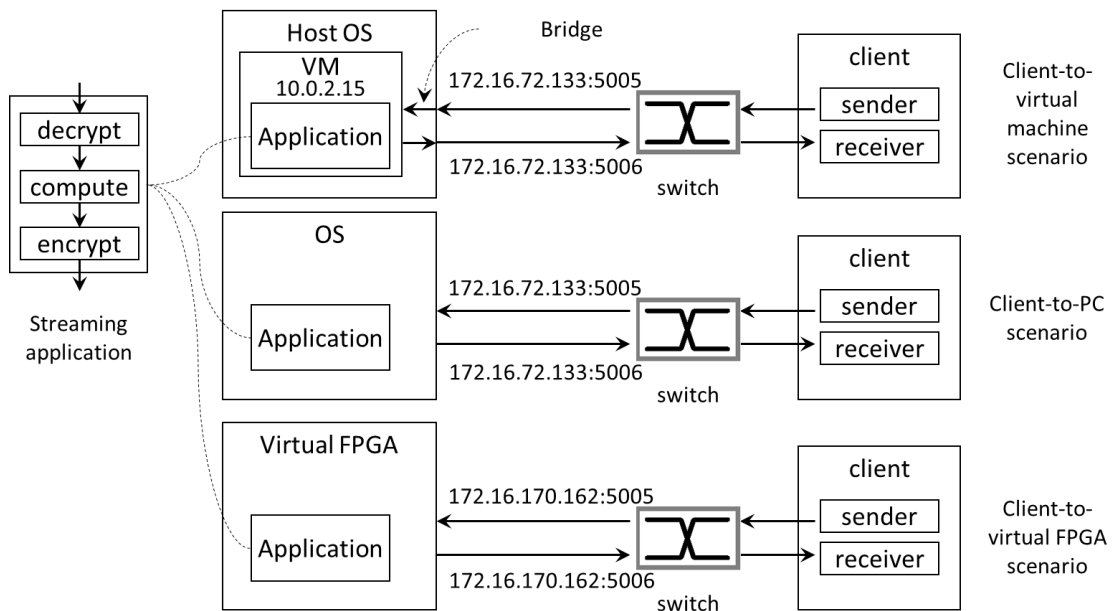 decrypt
compute
encrypt
Streaming
application
Host OS
VM
10.0.2.15
Application
Bridge
172.16.72.133:5005
172.16.72.133:5006
switch
client
sender
receiver
Client-to-
virtual
machine
scenario
OS
Application
172.16.72.133:5005
172.16.72.133:5006
switch
client
sender
receiver
Client-to-PC
scenario
Virtual FPGA
Application
172.16.170.162:5005
172.16.170.162:5006
switch
client
sender
receiver
Client-to-
virtual FPGA
scenario